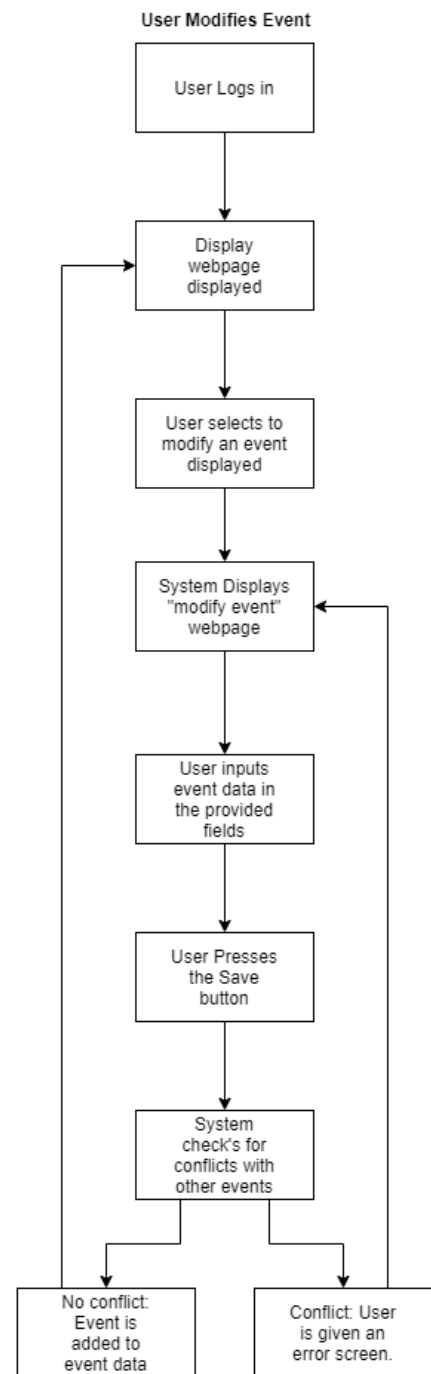 User Modifies Event
User Logs in
Display
webpage
displayed
User selects to
modify an event
displayed
System Displays
"modify event"
webpage
User inputs
event data in
the provided
fields
User Presses
the Save
button
System
check's for
conflicts with
other events
No conflict:
Event is
added to
event data
Conflict: User
is given an
error screen.